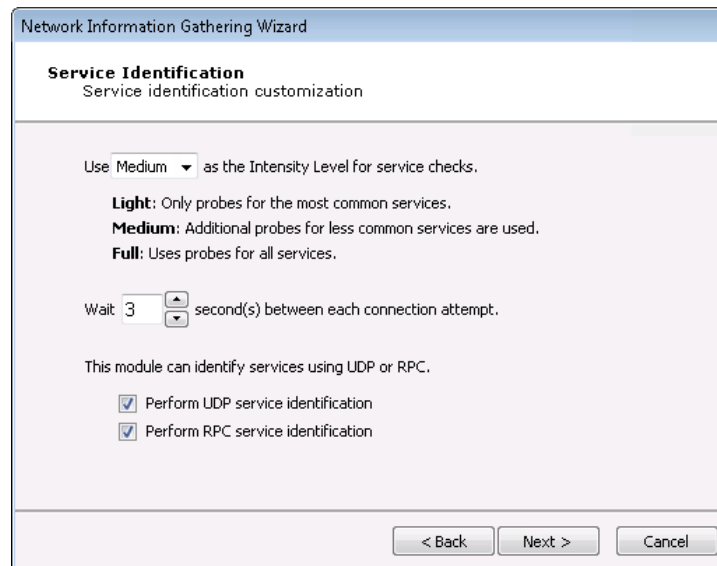 Network Information Gathering Wizard
Service Identification
Service identification customization
Use Medium as the Intensity Level for service checks.
Light: Only probes for the most common services.
Medium: Additional probes for less common services are used.
Full: Uses probes for all services.
Wait 3 second(s) between each connection attempt.
This module can identify services using UDP or RPC.
Perform UDP service identification
Perform RPC service identification
< Back Next > Cancel